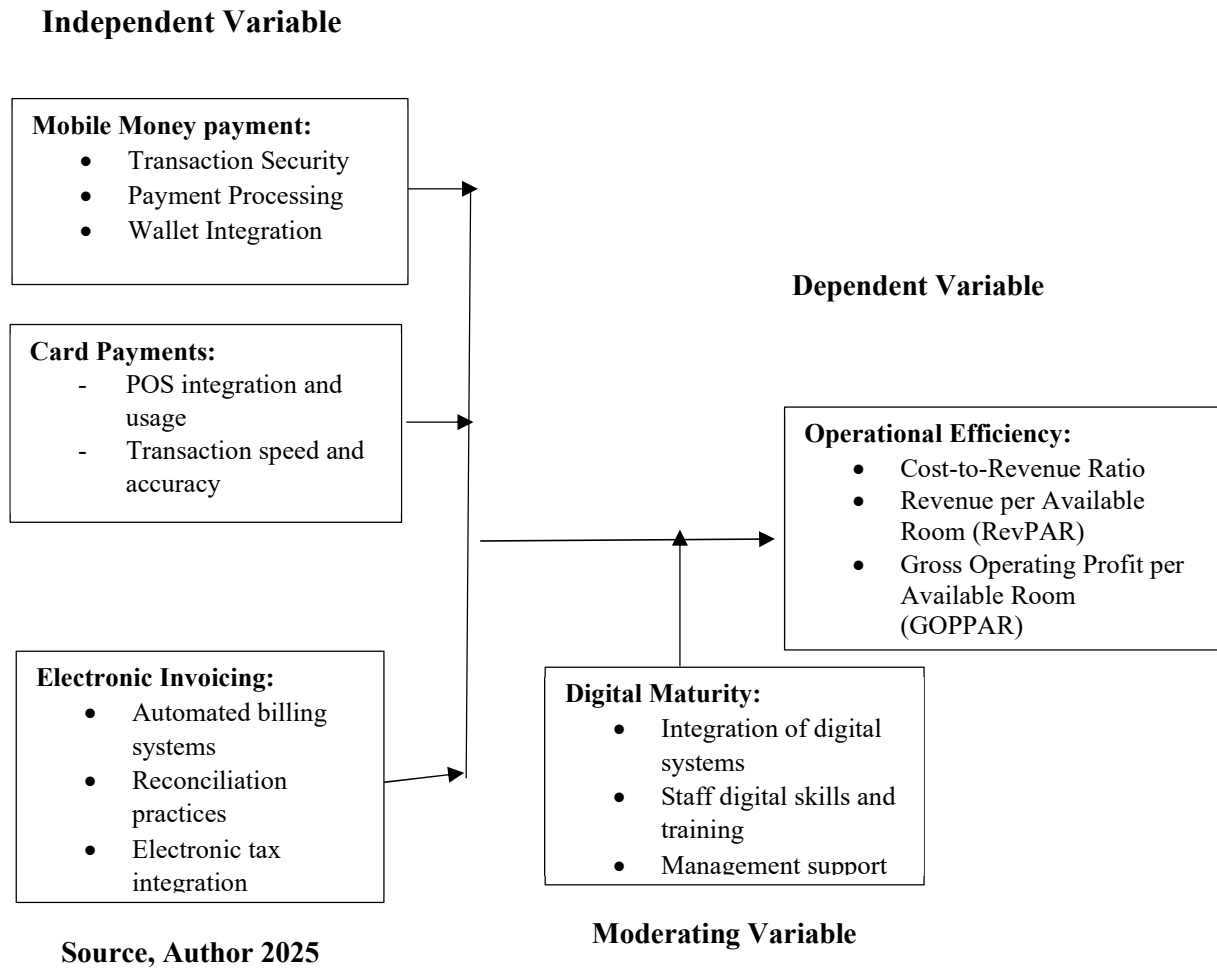 Independent Variable
Mobile Money payment:
• Transaction Security
• Payment Processing
• Wallet Integration
Dependent Variable
Card Payments:
- POS integration and
usage
- Transaction speed and
accuracy
Operational Efficiency:
• Cost-to-Revenue Ratio
• Revenue per Available
Room (RevPAR)
• Gross Operating Profit per
Available Room
(GOPPAR)
Electronic Invoicing:
• Automated billing
systems
• Reconciliation
practices
• Electronic tax
integration
Digital Maturity:
• Integration of digital
systems
• Staff digital skills and
training
• Management support
Moderating Variable
Source, Author 2025